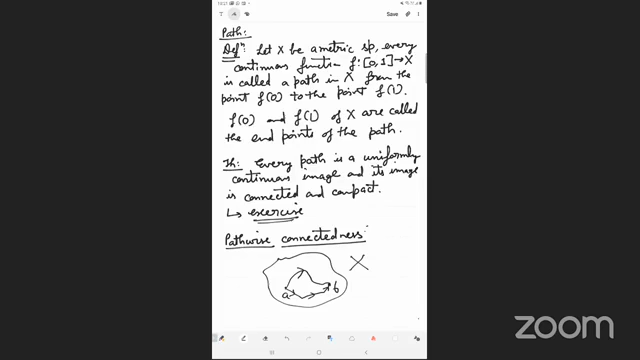 Save
Path:
Defⁿ: Let X be a metric sp, every
continuous function f: [0, 1] → X
is called a path in X from the
point f(0) to the point f(1).
f(0) and f(1) of X are called
the end points of the path.
Th: Every path is a uniformly
continuous image and its image
is connected and compact.
↳ exercise
Pathwise connectedness:
X
a b
zoom